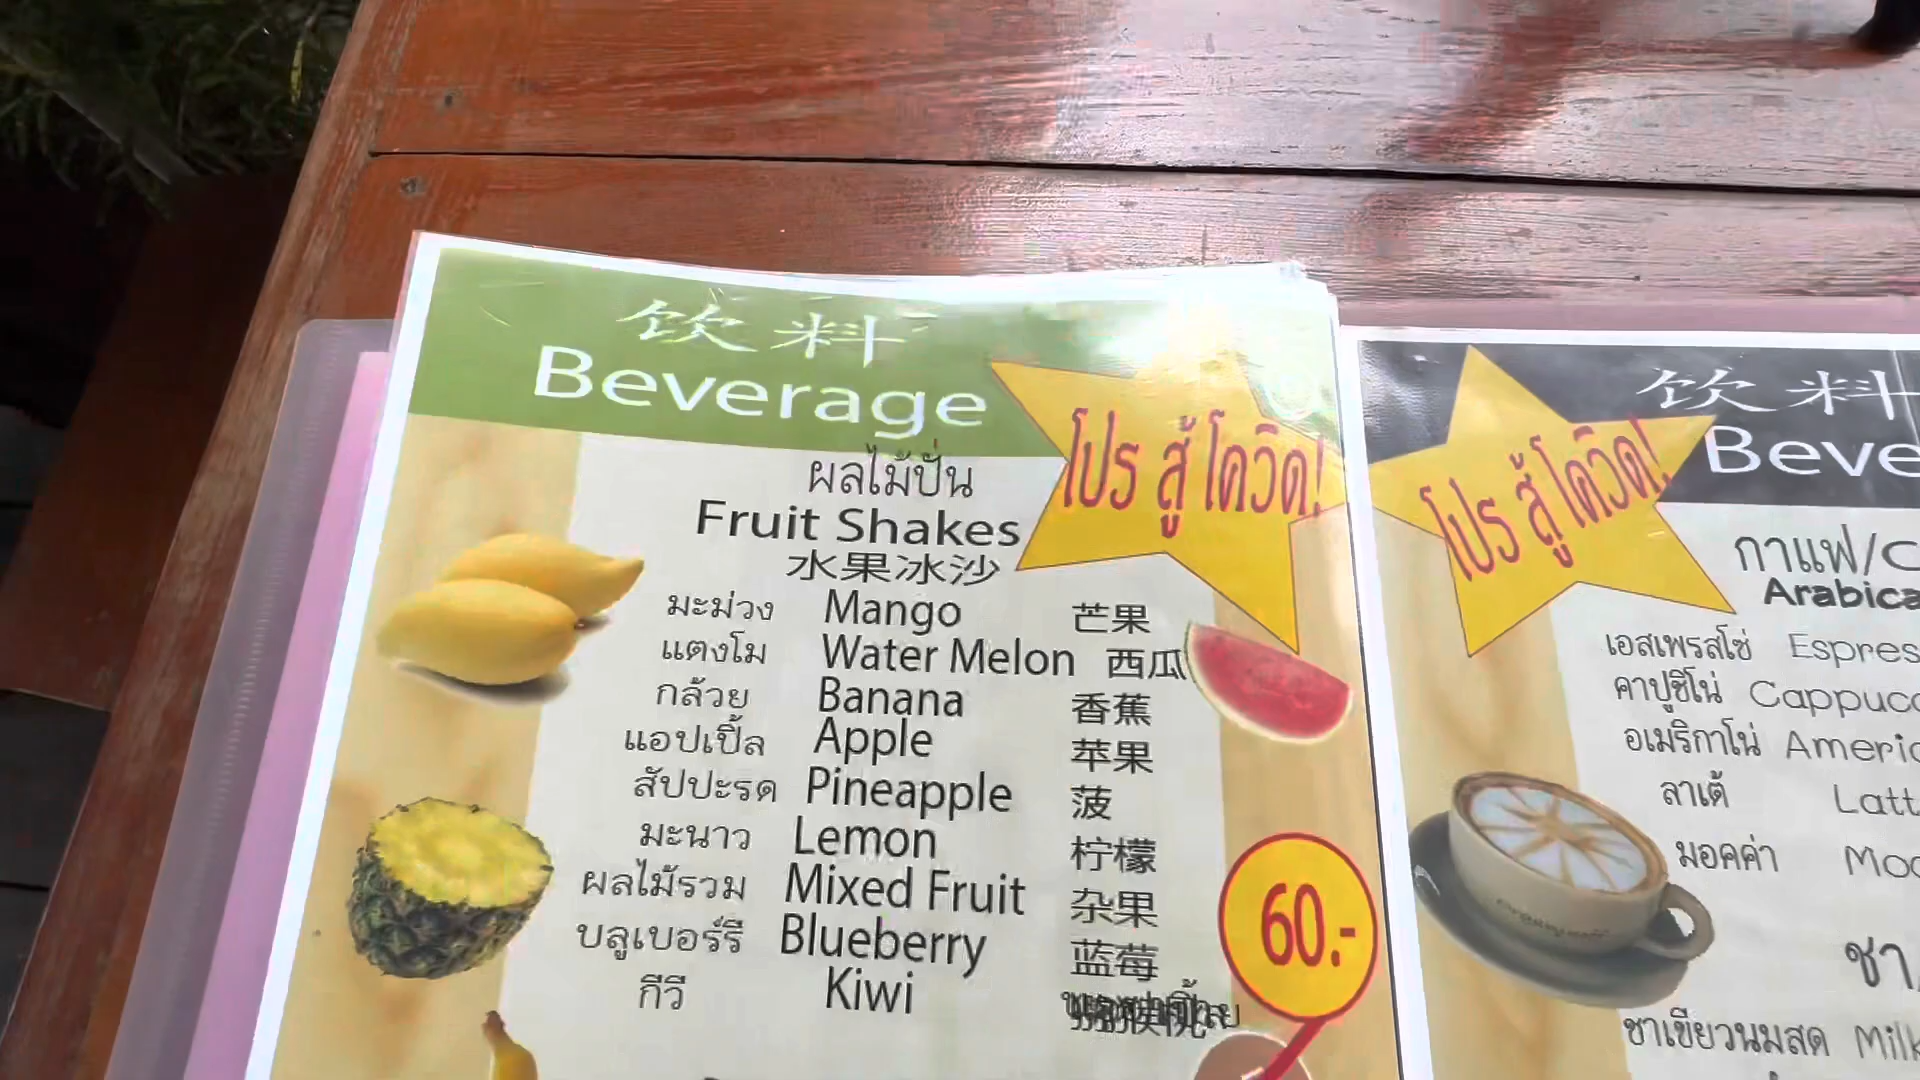 饮料
Beverage
โปร สู้ โควิด!
ผลไม้ปั่น
Fruit Shakes
水果冰沙
มะม่วง Mango 芒果
แตงโม Water Melon 西瓜
กล้วย Banana 香蕉
แอปเปิ้ล Apple 苹果
สัปปะรด Pineapple 菠
มะนาว Lemon 柠檬
ผลไม้รวม Mixed Fruit 杂果
บลูเบอร์รี Blueberry 蓝莓
กีวี Kiwi
60.-
饮料
Beve
โปร สู้ โควิด!
กาแฟ/C
Arabica
เอสเพรสโซ่ Espres
คาปูชิโน่ Cappucc
อเมริกาโน่ Americ
ลาเต้ Latt
มอคค่า Moc
ชา
ชาเขียวนมสด Milk